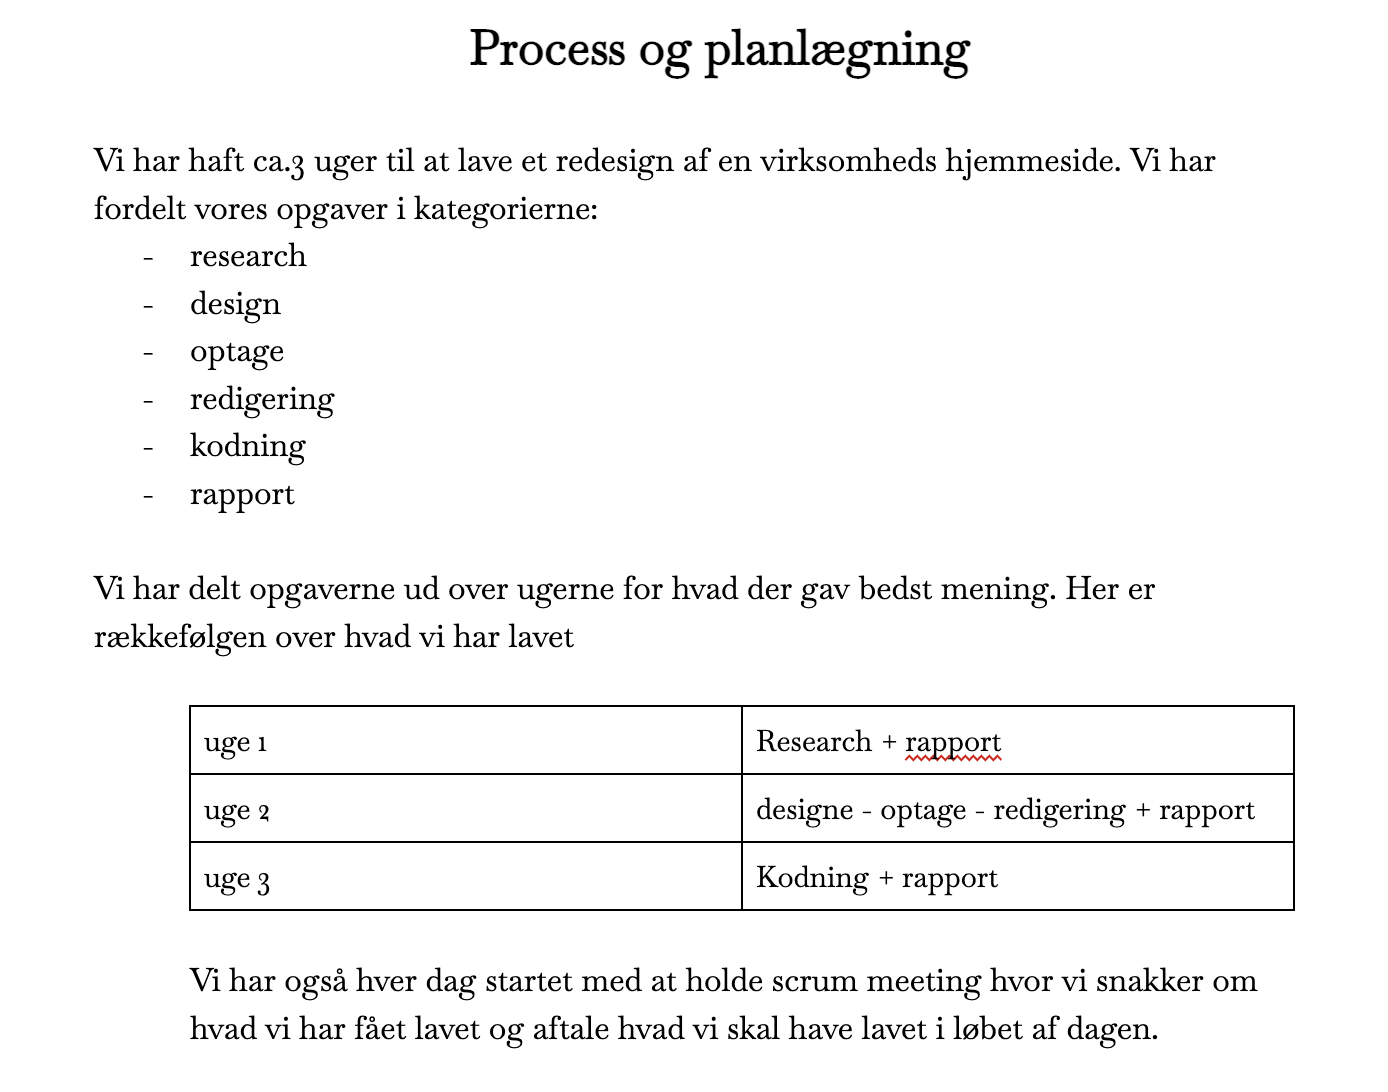 Process og planlægning
Vi har haft ca.3 uger til at lave et redesign af en virksomheds hjemmeside. Vi har
fordelt vores opgaver i kategorierne:
- research
- design
- optage
- redigering
- kodning
- rapport
Vi har delt opgaverne ud over ugerne for hvad der gav bedst mening. Her er
rækkefølgen over hvad vi har lavet
uge 1 Research + rapport
uge 2 designe - optage - redigering + rapport
uge 3 Kodning + rapport
Vi har også hver dag startet med at holde scrum meeting hvor vi snakker om
hvad vi har fået lavet og aftale hvad vi skal have lavet i løbet af dagen.